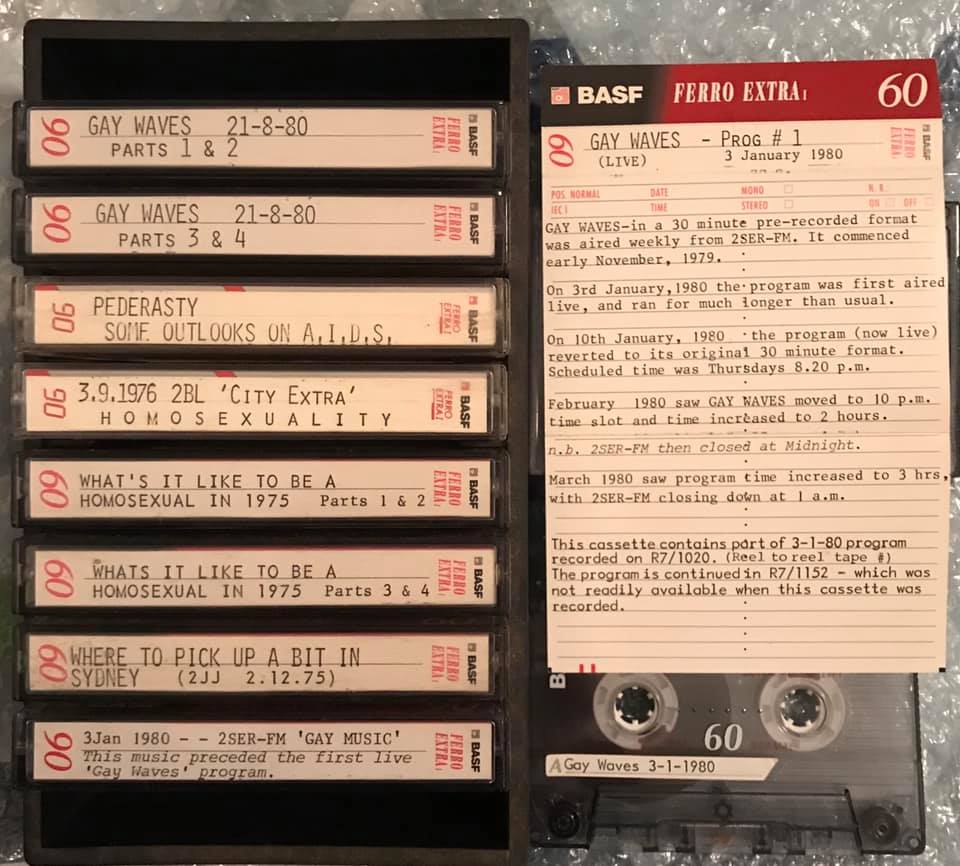 90 GAY WAVES 21-8-80 FERRO EXTRA I BASF
PARTS 1 & 2
90 GAY WAVES 21-8-80 FERRO EXTRA I BASF
PARTS 3 & 4
90 PEDERASTY FERRO EXTRA I BASF
SOME OUTLOOKS ON A.I.D.S.
90 3.9.1976 2BL 'CITY EXTRA' FERRO EXTRA I BASF
HOMOSEXUALITY
60 WHAT'S IT LIKE TO BE A FERRO EXTRA I BASF
HOMOSEXUAL IN 1975 Parts 1 & 2
60 WHATS IT LIKE TO BE A FERRO EXTRA I BASF
HOMOSEXUAL IN 1975 Parts 3 & 4
60 WHERE TO PICK UP A BIT IN FERRO EXTRA I BASF
SYDNEY (2JJ 2.12.75)
90 3Jan 1980 - - 2SER-FM 'GAY MUSIC' FERRO EXTRA I BASF
This music preceded the first live
'Gay Waves' program.
BASF FERRO EXTRA I 60
60 GAY WAVES - PROG # 1 FERRO EXTRA I BASF
(LIVE) 3 January 1980
POS. NORMAL DATE MONO N. R.
IEC I TIME STEREO ON OFF
GAY WAVES-in a 30 minute pre-recorded format
was aired weekly from 2SER-FM. It commenced
early November, 1979.
On 3rd January,1980 the program was first aired
live, and ran for much longer than usual.
On 10th January, 1980 the program (now live)
reverted to its original 30 minute format.
Scheduled time was Thursdays 8.20 p.m.
February 1980 saw GAY WAVES moved to 10 p.m.
time slot and time increased to 2 hours.
n.b. 2SER-FM then closed at Midnight.
March 1980 saw program time increased to 3 hrs,
with 2SER-FM closing down at 1 a.m.
This cassette contains part of 3-1-80 program
recorded on R7/1020. (Reel to reel tape #)
The program is continued in R7/1152 - which was
not readily available when this cassette was
recorded.
60
A Gay Waves 3-1-1980